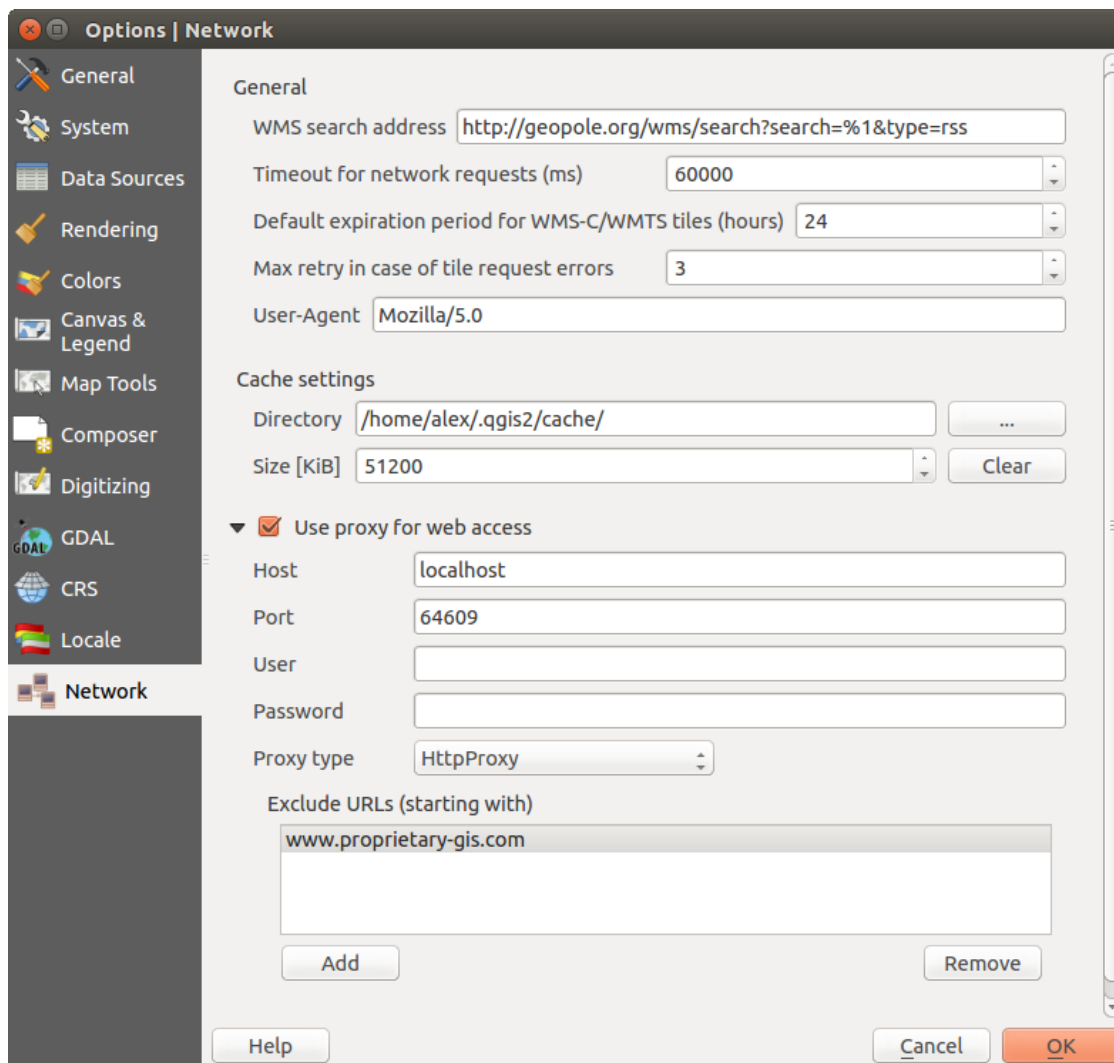 Options | Network
General
System
Data Sources
Rendering
Colors
Canvas &
Legend
Map Tools
Composer
Digitizing
GDAL
GDAL
CRS
Locale
Network
General
WMS search address http://geopole.org/wms/search?search=%1&type=rss
Timeout for network requests (ms) 60000
Default expiration period for WMS-C/WMTS tiles (hours) 24
Max retry in case of tile request errors 3
User-Agent Mozilla/5.0
Cache settings
Directory /home/alex/.qgis2/cache/ ...
Size [KiB] 51200 Clear
Use proxy for web access
Host localhost
Port 64609
User
Password
Proxy type HttpProxy
Exclude URLs (starting with)
www.proprietary-gis.com
Add Remove
Help Cancel OK